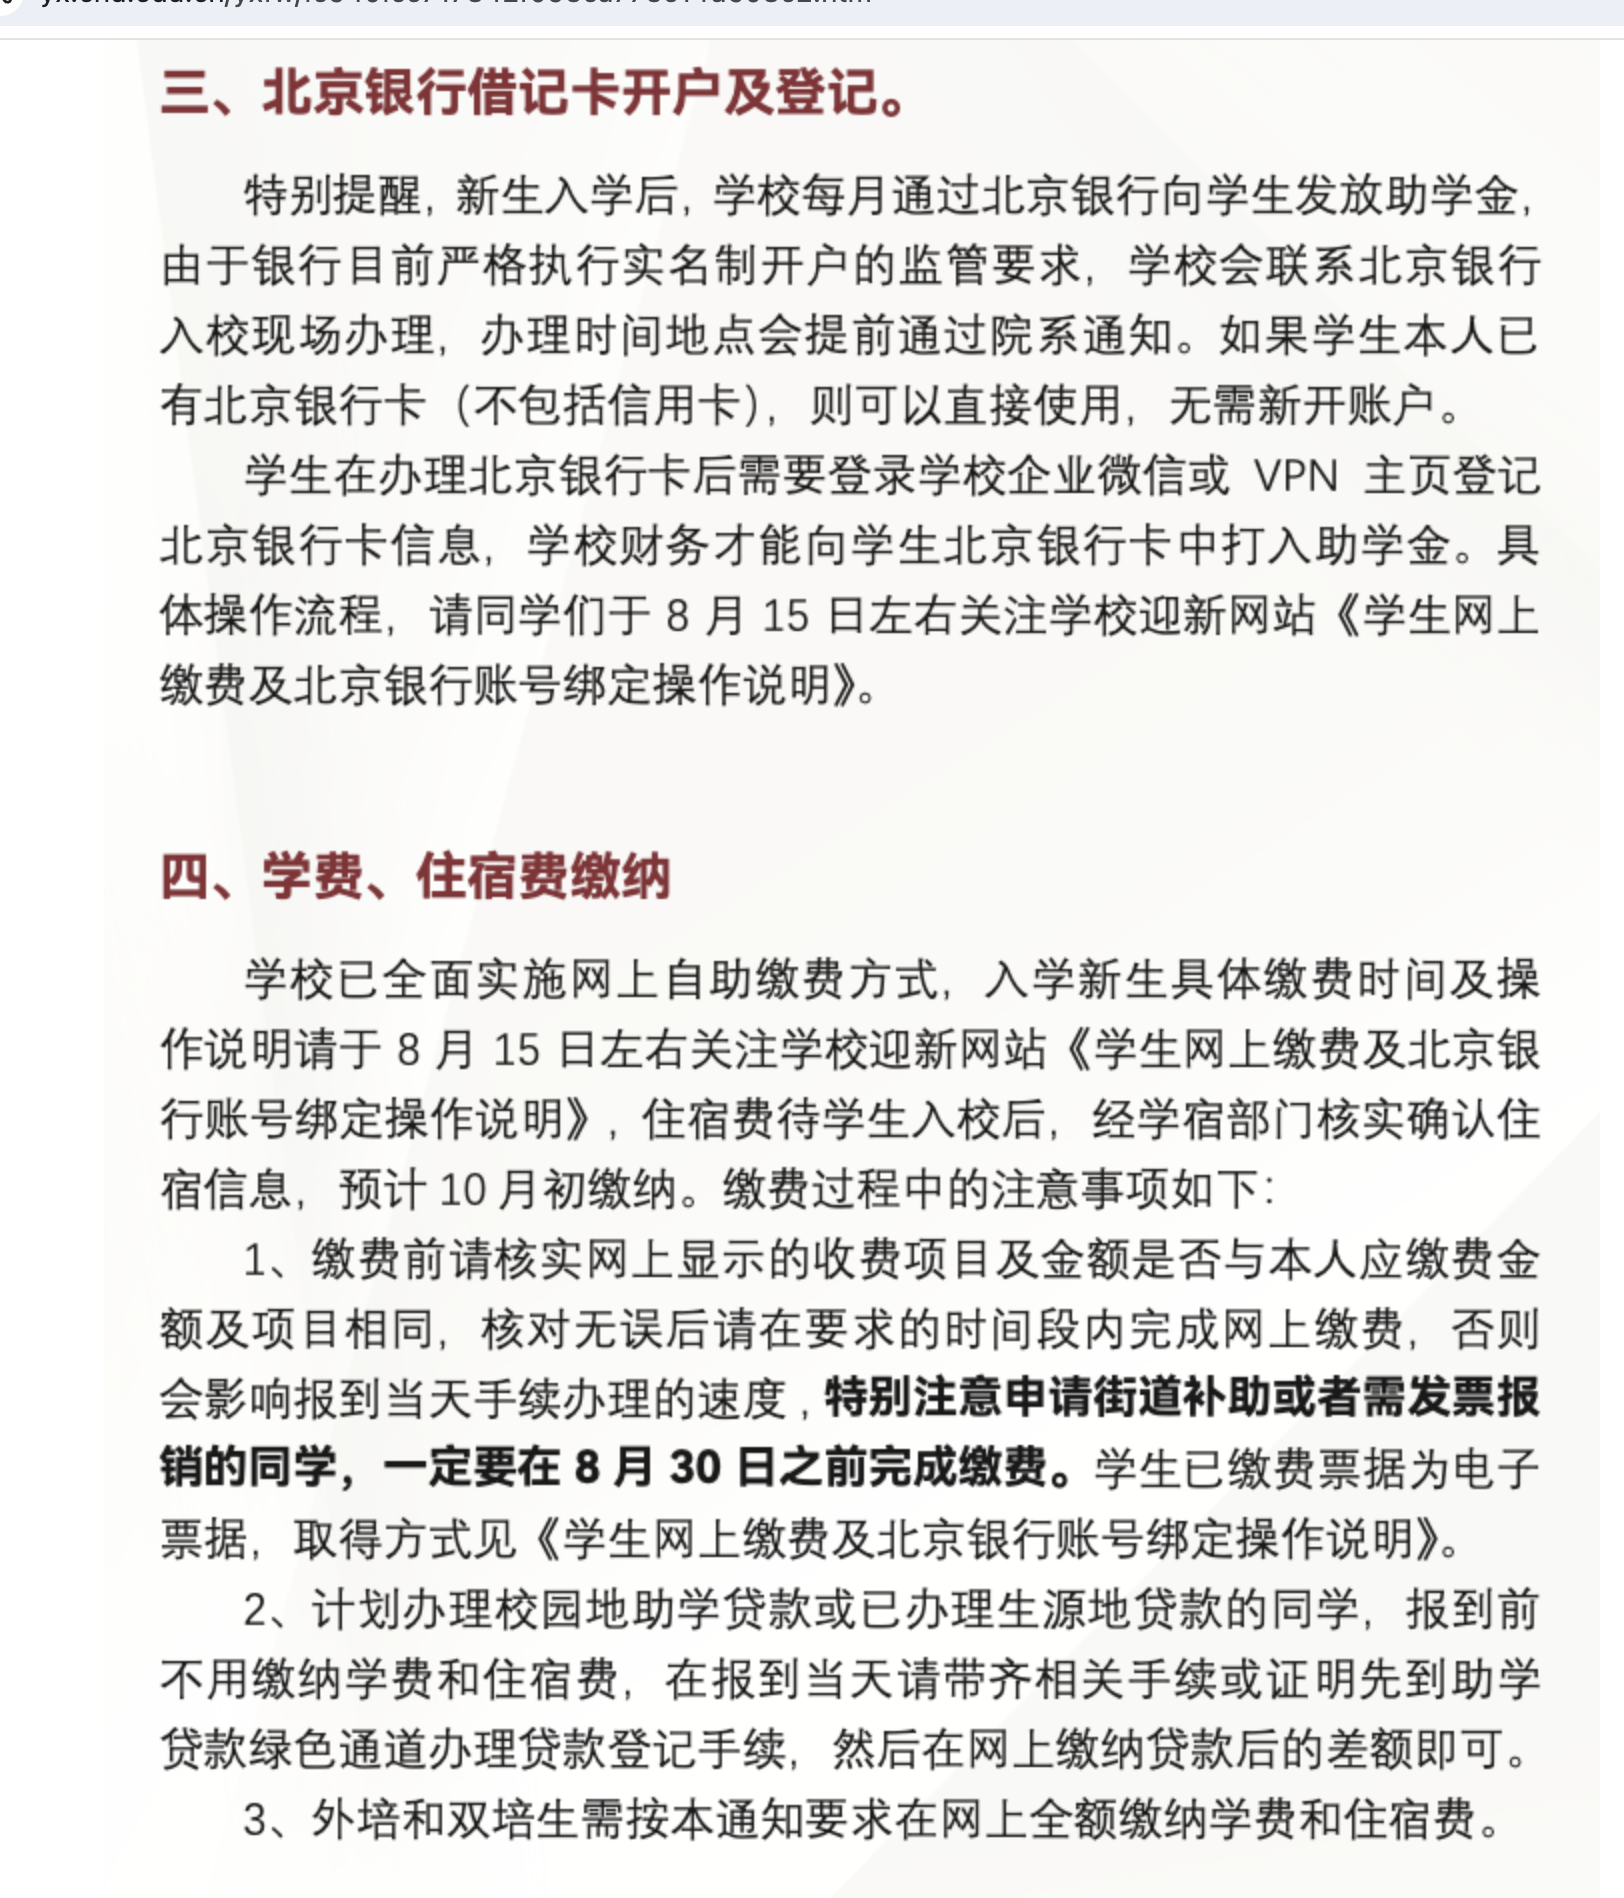 三、北京银行借记卡开户及登记。
特别提醒,新生入学后,学校每月通过北京银行向学生发放助学金,
由于银行目前严格执行实名制开户的监管要求,学校会联系北京银行
入校现场办理,办理时间地点会提前通过院系通知。如果学生本人已
有北京银行卡(不包括信用卡),则可以直接使用,无需新开账户。
学生在办理北京银行卡后需要登录学校企业微信或 VPN 主页登记
北京银行卡信息,学校财务才能向学生北京银行卡中打入助学金。具
体操作流程,请同学们于 8 月 15 日左右关注学校迎新网站《学生网上
缴费及北京银行账号绑定操作说明》。
四、学费、住宿费缴纳
学校已全面实施网上自助缴费方式,入学新生具体缴费时间及操
作说明请于 8 月 15 日左右关注学校迎新网站《学生网上缴费及北京银
行账号绑定操作说明》,住宿费待学生入校后,经学宿部门核实确认住
宿信息,预计 10 月初缴纳。缴费过程中的注意事项如下:
1、缴费前请核实网上显示的收费项目及金额是否与本人应缴费金
额及项目相同,核对无误后请在要求的时间段内完成网上缴费,否则
会影响报到当天手续办理的速度,特别注意申请街道补助或者需发票报
销的同学,一定要在 8 月 30 日之前完成缴费。学生已缴费票据为电子
票据,取得方式见《学生网上缴费及北京银行账号绑定操作说明》。
2、计划办理校园地助学贷款或已办理生源地贷款的同学,报到前
不用缴纳学费和住宿费,在报到当天请带齐相关手续或证明先到助学
贷款绿色通道办理贷款登记手续,然后在网上缴纳贷款后的差额即可。
3、外培和双培生需按本通知要求在网上全额缴纳学费和住宿费。